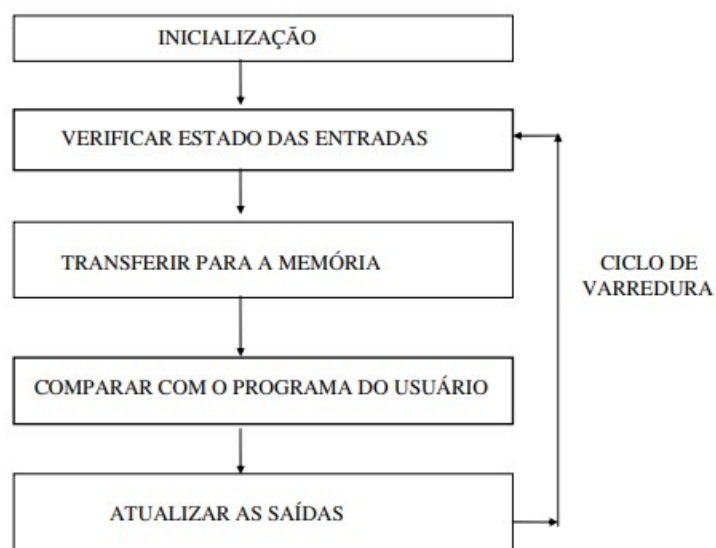 INICIALIZAÇÃO
VERIFICAR ESTADO DAS ENTRADAS
TRANSFERIR PARA A MEMÓRIA
CICLO DE
VARREDURA
COMPARAR COM O PROGRAMA DO USUÁRIO
ATUALIZAR AS SAÍDAS